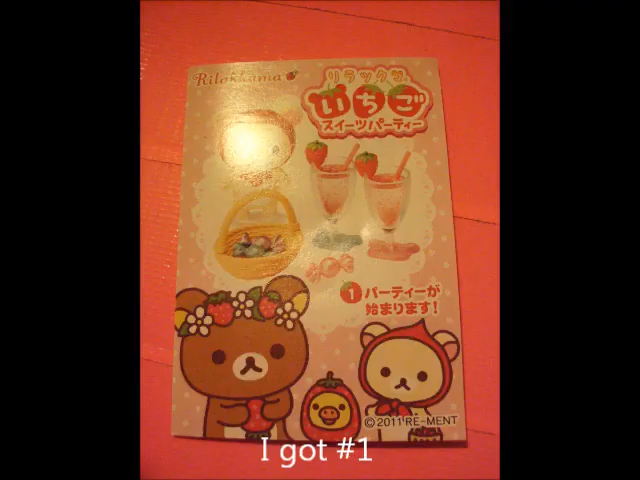 Rilakkuma
リラックマ
いちご
スイーツパーティー
1 パーティーが
始まります!
©2011 RE-MENT
I got #1